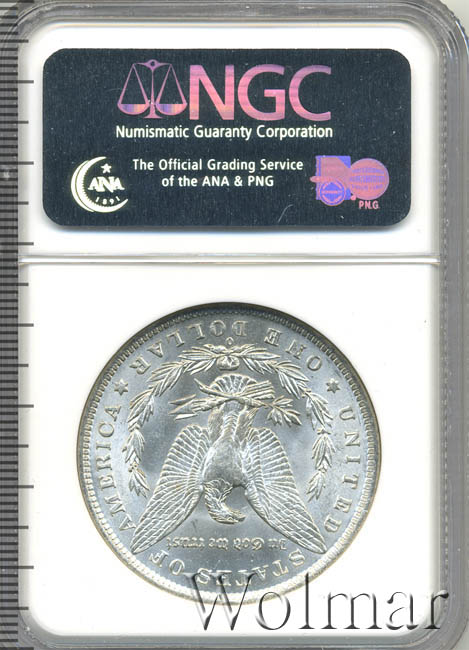 NGC
Numismatic Guaranty Corporation
The Official Grading Service
of the ANA & PNG
ANA
1891
P.N.G.
UNITED STATES OF AMERICA
In God we trust
O
ONE DOLLAR
Wolmar